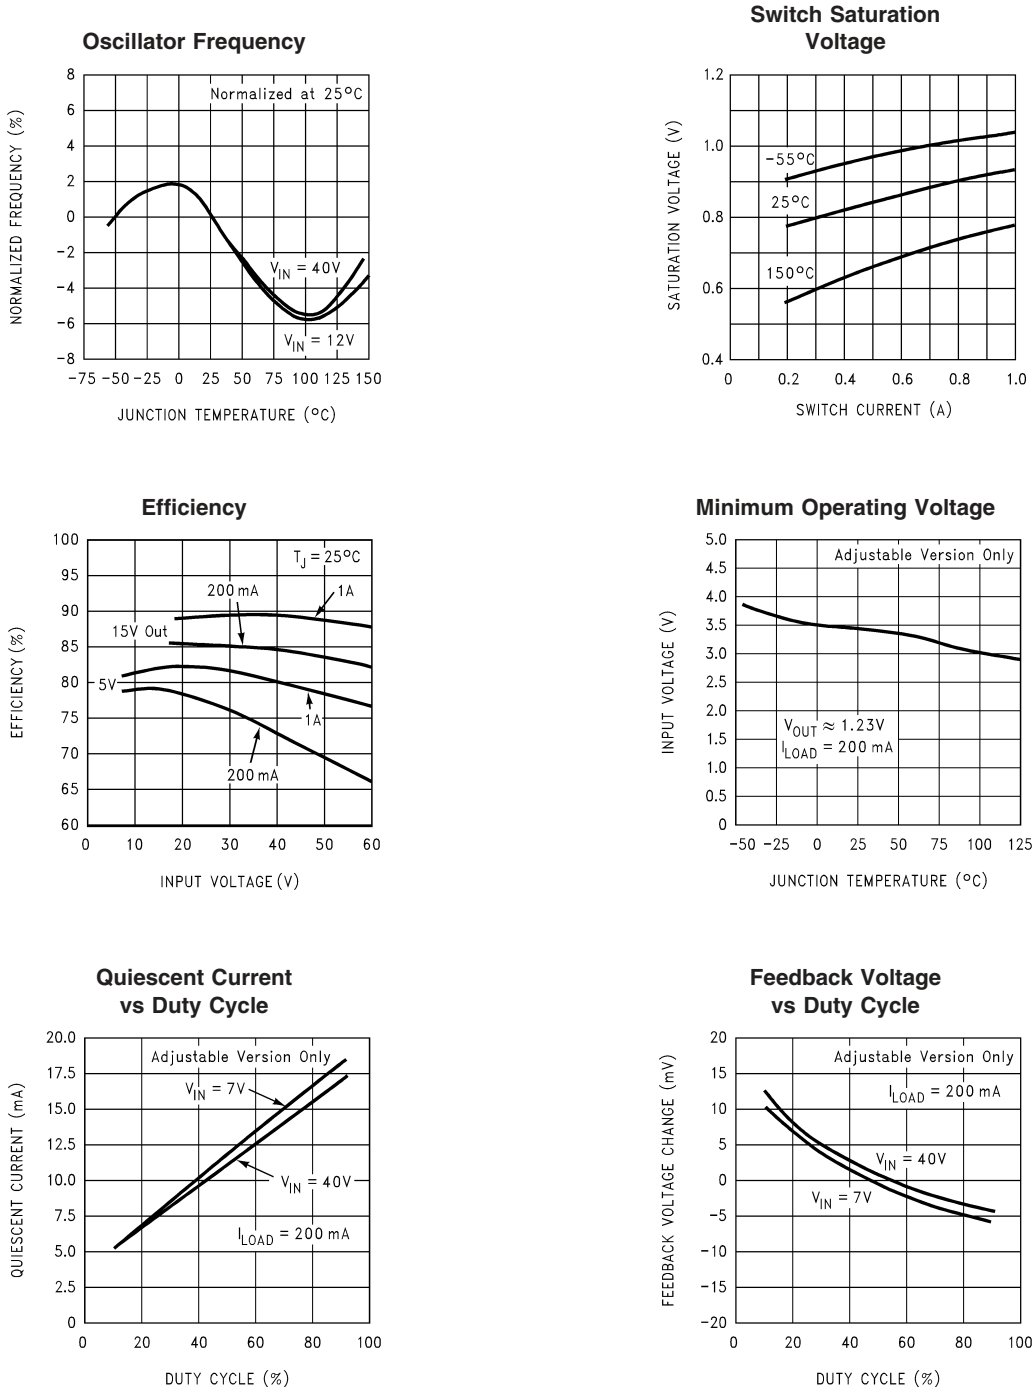 Oscillator Frequency
8
6
4
2
0
-2
-4
-6
-8
NORMALIZED FREQUENCY (%)
Normalized at 25°C
VIN = 40V
VIN = 12V
-75 -50 -25 0 25 50 75 100 125 150
JUNCTION TEMPERATURE (°C)
Switch Saturation
Voltage
1.2
1.0
0.8
0.6
0.4
SATURATION VOLTAGE (V)
-55°C
25°C
150°C
0 0.2 0.4 0.6 0.8 1.0
SWITCH CURRENT (A)
Efficiency
100
95
90
85
80
75
70
65
60
EFFICIENCY (%)
TJ = 25°C
200 mA
1A
15V Out
5V
1A
200 mA
0 10 20 30 40 50 60
INPUT VOLTAGE (V)
Minimum Operating Voltage
5.0
4.5
4.0
3.5
3.0
2.5
2.0
1.5
1.0
0.5
0
INPUT VOLTAGE (V)
Adjustable Version Only
VOUT ≈ 1.23V
ILOAD = 200 mA
-50 -25 0 25 50 75 100 125
JUNCTION TEMPERATURE (°C)
Quiescent Current
vs Duty Cycle
20.0
17.5
15.0
12.5
10.0
7.5
5.0
2.5
0
QUIESCENT CURRENT (mA)
Adjustable Version Only
VIN = 7V
VIN = 40V
ILOAD = 200 mA
0 20 40 60 80 100
DUTY CYCLE (%)
Feedback Voltage
vs Duty Cycle
20
15
10
5
0
-5
-10
-15
-20
FEEDBACK VOLTAGE CHANGE (mV)
Adjustable Version Only
ILOAD = 200 mA
VIN = 40V
VIN = 7V
0 20 40 60 80 100
DUTY CYCLE (%)